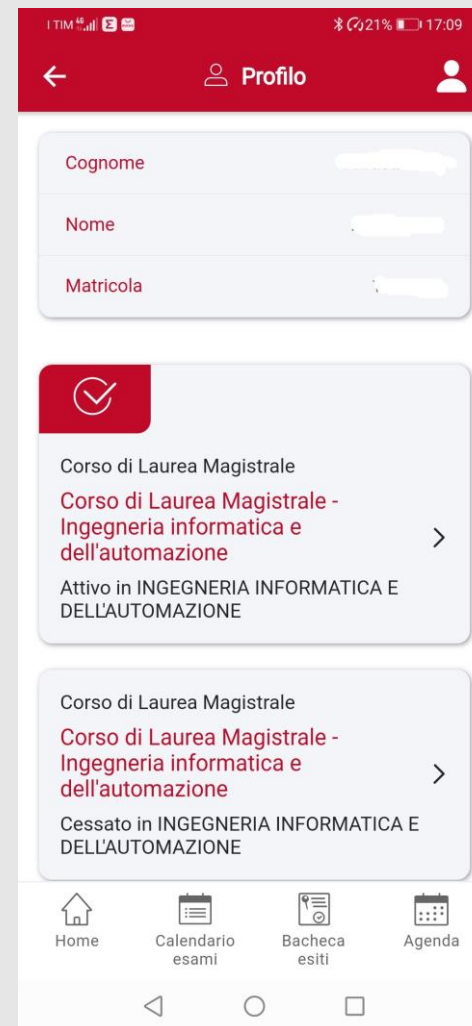 TIM 4G 21% 17:09
Profilo
Cognome
Nome
Matricola
Corso di Laurea Magistrale
Corso di Laurea Magistrale -
Ingegneria informatica e
dell'automazione
Attivo in INGEGNERIA INFORMATICA E
DELL'AUTOMAZIONE
Corso di Laurea Magistrale
Corso di Laurea Magistrale -
Ingegneria informatica e
dell'automazione
Cessato in INGEGNERIA INFORMATICA E
DELL'AUTOMAZIONE
Home Calendario Bacheca Agenda
esami esiti